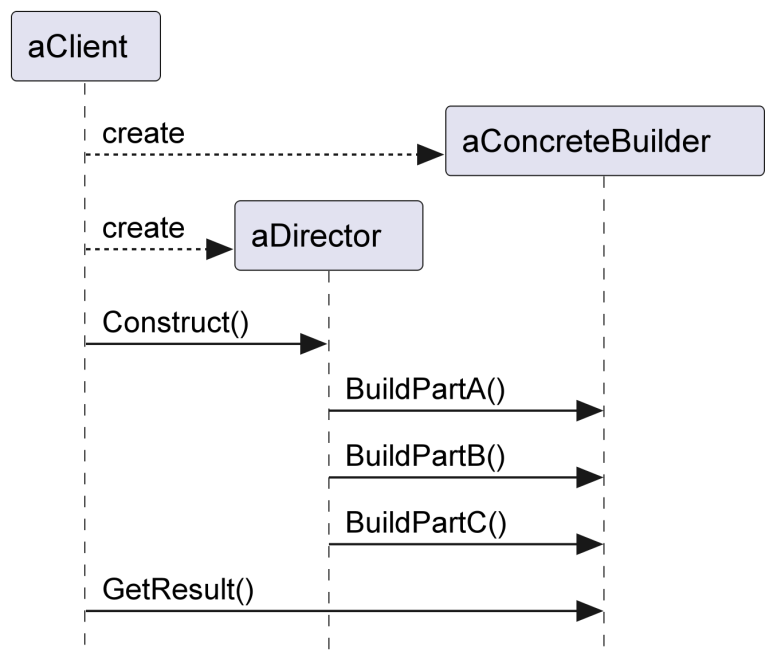 aClient
create
aConcreteBuilder
create
aDirector
Construct()
BuildPartA()
BuildPartB()
BuildPartC()
GetResult()